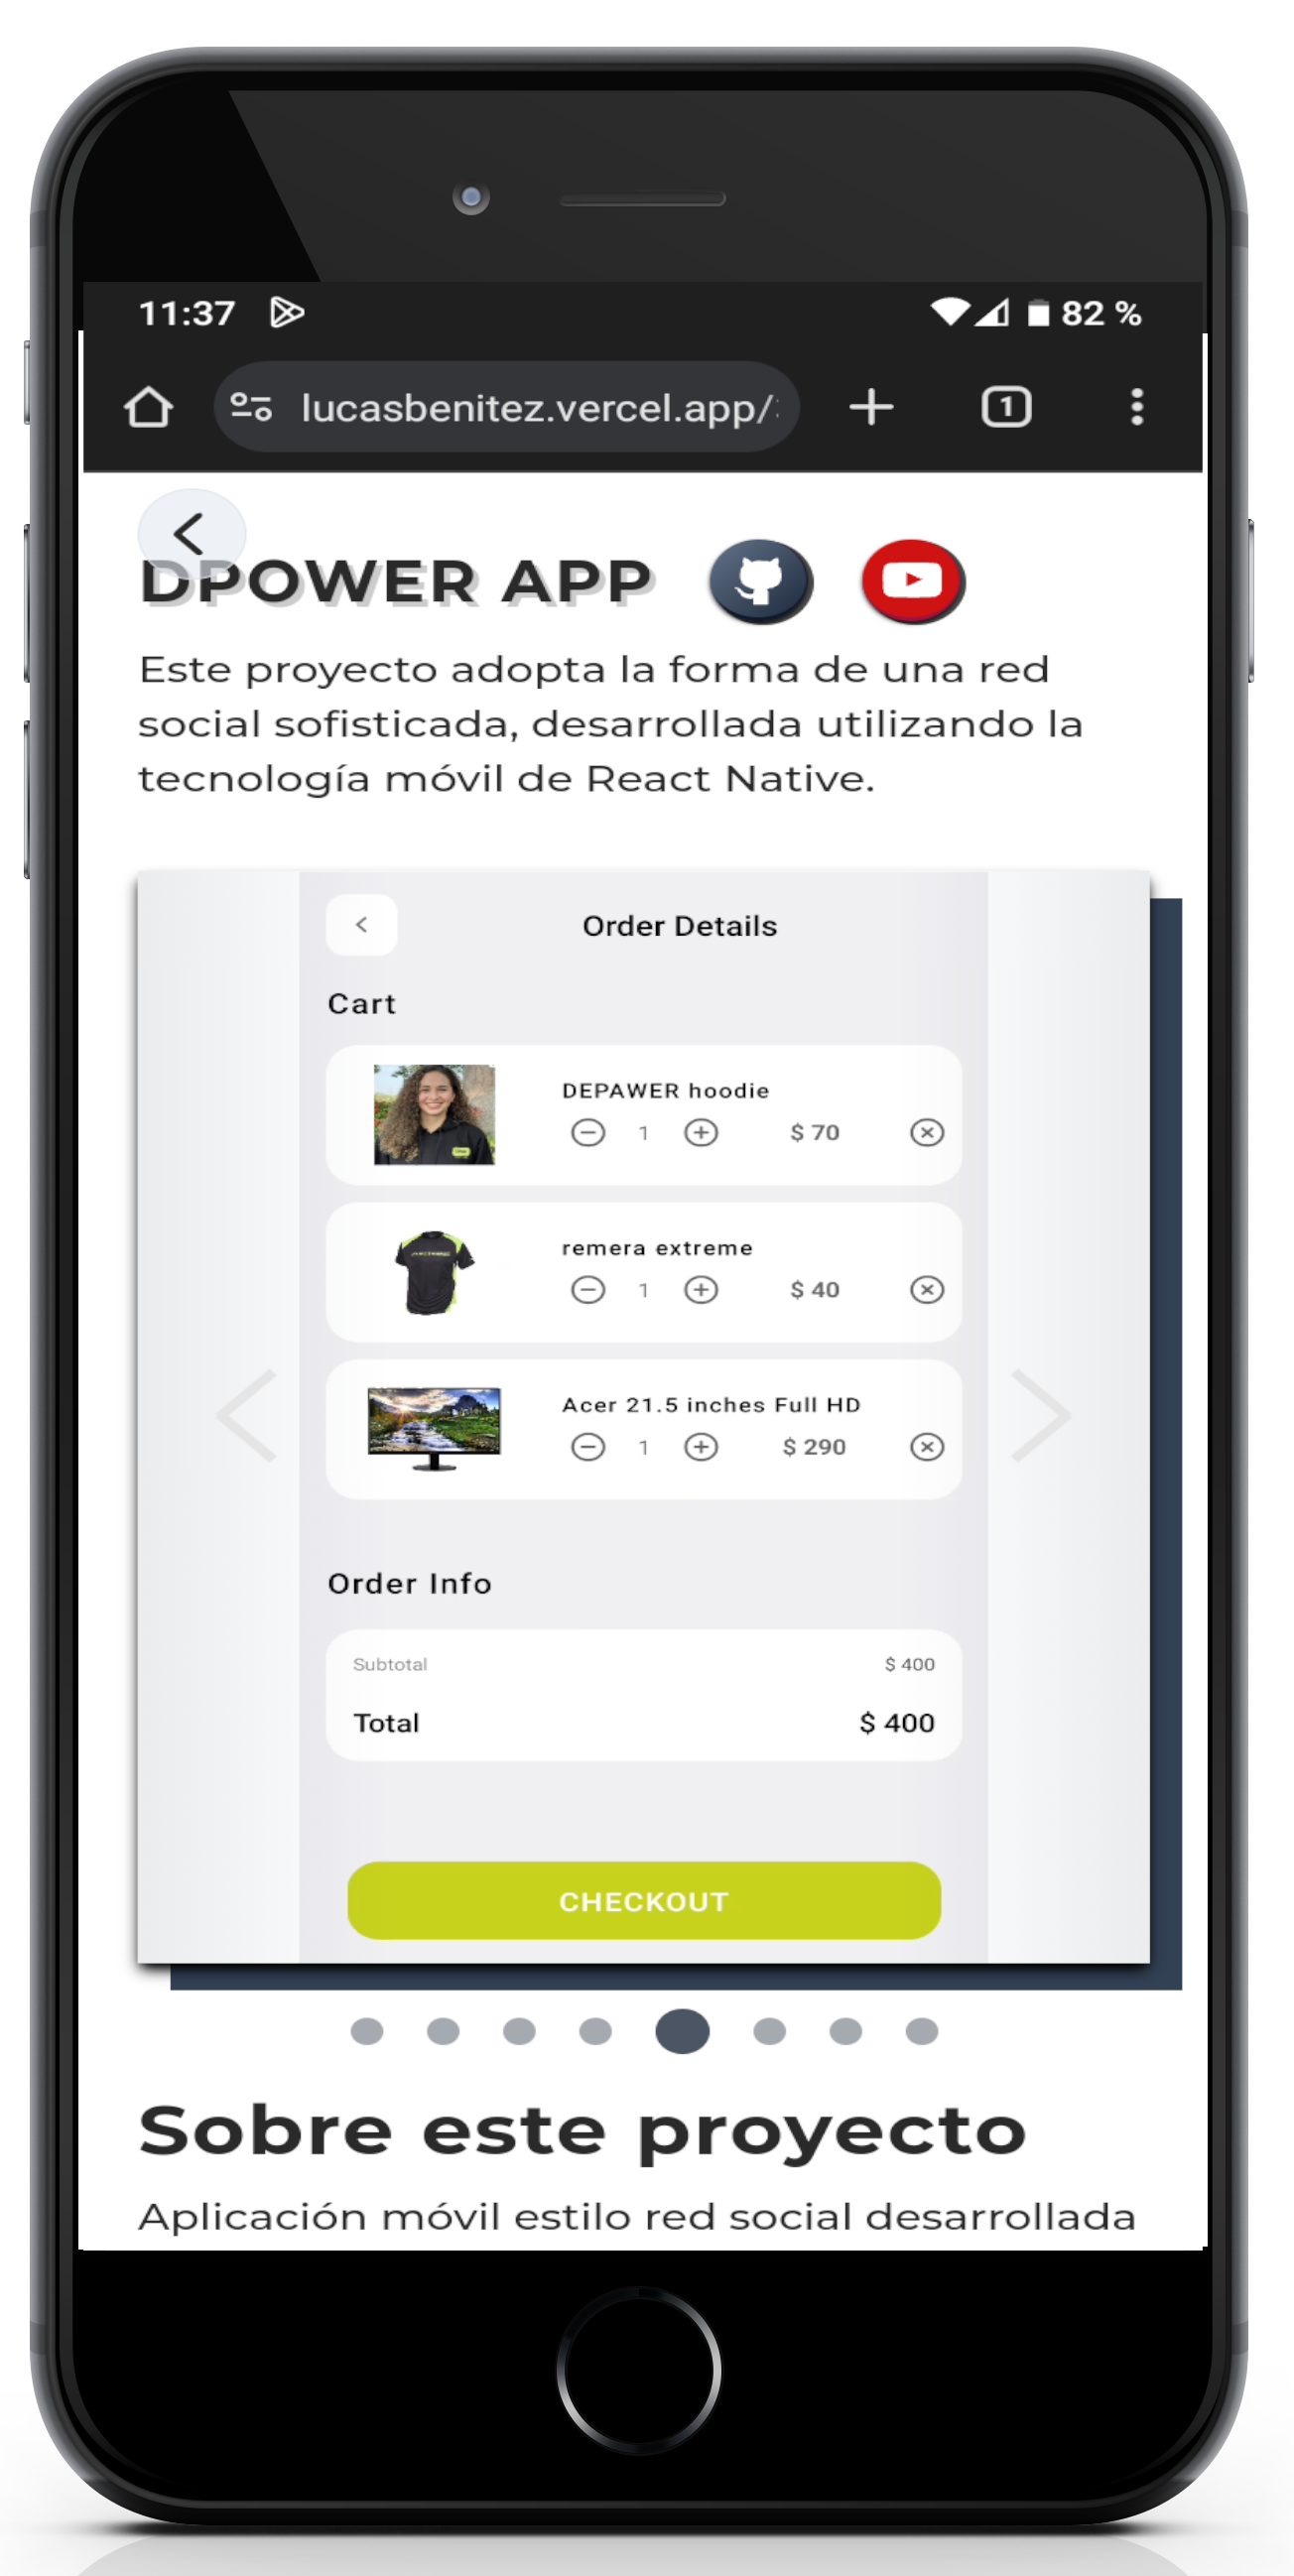 11:37 82 %
lucasbenitez.vercel.app/
1
DPOWER APP
Este proyecto adopta la forma de una red
social sofisticada, desarrollada utilizando la
tecnología móvil de React Native.
Order Details
Cart
DEPAWER hoodie
1 $ 70
remera extreme
1 $ 40
Acer 21.5 inches Full HD
1 $ 290
Order Info
Subtotal $ 400
Total $ 400
CHECKOUT
Sobre este proyecto
Aplicación móvil estilo red social desarrollada